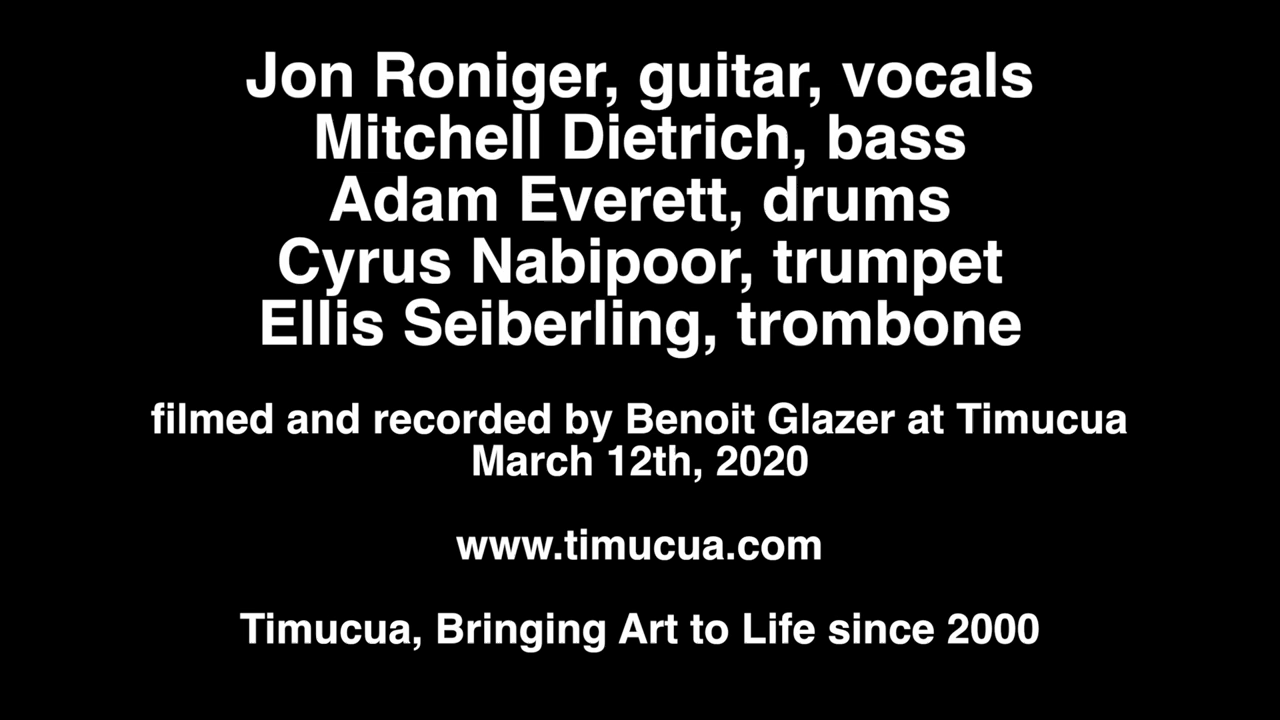 Jon Roniger, guitar, vocals
Mitchell Dietrich, bass
Adam Everett, drums
Cyrus Nabipoor, trumpet
Ellis Seiberling, trombone
filmed and recorded by Benoit Glazer at Timucua
March 12th, 2020
www.timucua.com
Timucua, Bringing Art to Life since 2000